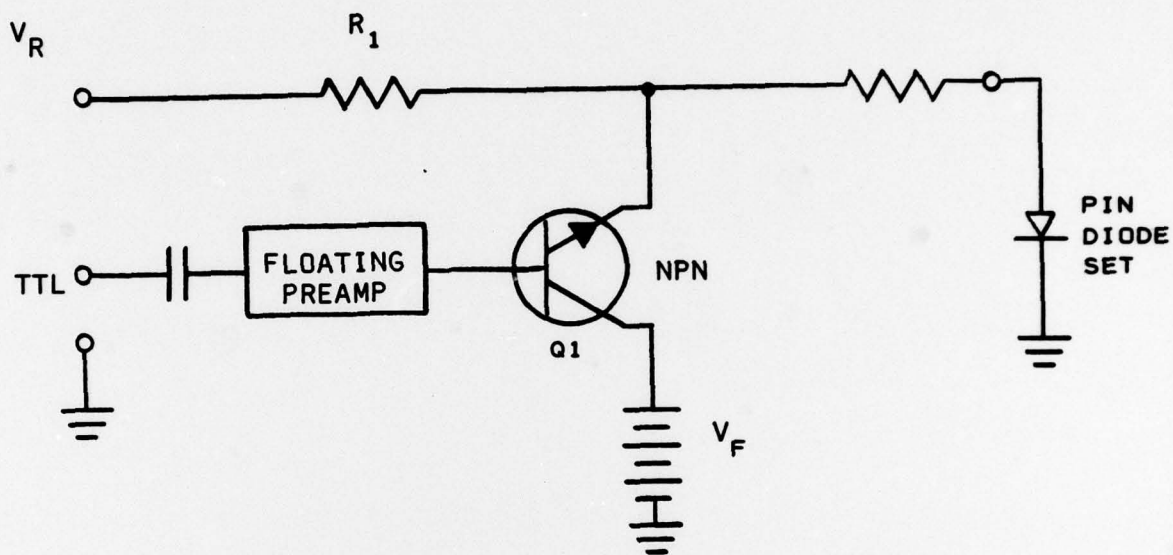 V_R
R_1
TTL
FLOATING
PREAMP
NPN
Q1
V_F
PIN
DIODE
SET